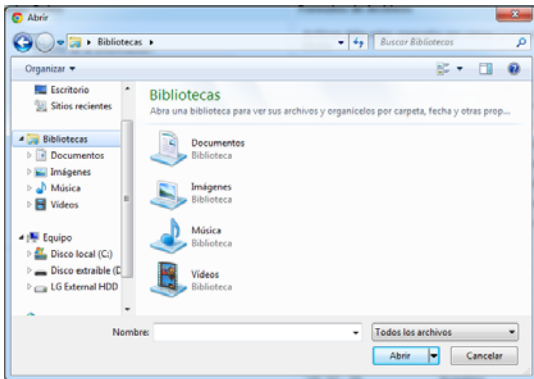 Abrir
Bibliotecas
Buscar Bibliotecas
Organizar
Escritorio
Sitios recientes
Bibliotecas
Documentos
Imágenes
Música
Vídeos
Equipo
Disco local (C:)
Disco extraíble (D
LG External HDD
Bibliotecas
Abra una biblioteca para ver sus archivos y organícelos por carpeta, fecha y otras prop...
Documentos
Biblioteca
Imágenes
Biblioteca
Música
Biblioteca
Vídeos
Biblioteca
Nombre:
Todos los archivos
Abrir
Cancelar